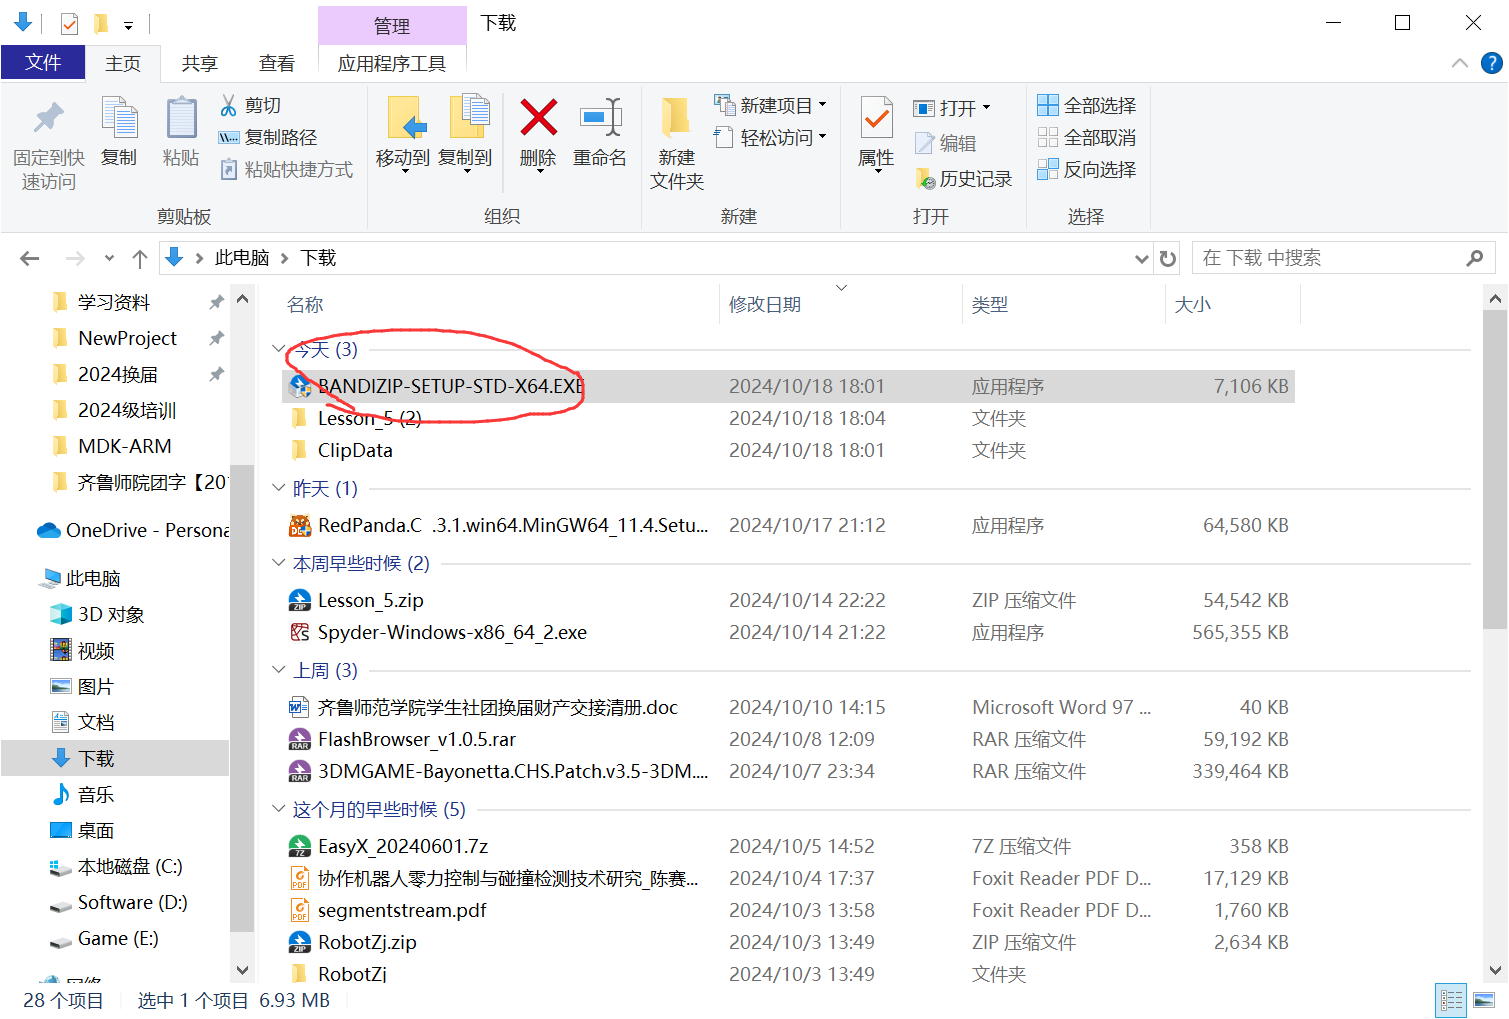 管理
下载
文件
主页
共享
查看
应用程序工具
固定到快
速访问
复制
粘贴
剪切
复制路径
粘贴快捷方式
剪贴板
移动到
复制到
删除
重命名
组织
新建
文件夹
新建项目
轻松访问
新建
属性
打开
编辑
历史记录
打开
全部选择
全部取消
反向选择
选择
此电脑
下载
在 下载 中搜索
学习资料
NewProject
2024换届
2024级培训
MDK-ARM
齐鲁师院团字【20
OneDrive - Persona
此电脑
3D 对象
视频
图片
文档
下载
音乐
桌面
本地磁盘 (C:)
Software (D:)
Game (E:)
网络
名称 修改日期 类型 大小
今天 (3)
BANDIZIP-SETUP-STD-X64.EXE 2024/10/18 18:01 应用程序 7,106 KB
Lesson_5 (2) 2024/10/18 18:04 文件夹
ClipData 2024/10/18 18:01 文件夹
昨天 (1)
RedPanda.C .3.1.win64.MinGW64_11.4.Setu... 2024/10/17 21:12 应用程序 64,580 KB
本周早些时候 (2)
Lesson_5.zip 2024/10/14 22:22 ZIP 压缩文件 54,542 KB
Spyder-Windows-x86_64_2.exe 2024/10/14 21:22 应用程序 565,355 KB
上周 (3)
齐鲁师范学院学生社团换届财产交接清册.doc 2024/10/10 14:15 Microsoft Word 97 ... 40 KB
FlashBrowser_v1.0.5.rar 2024/10/8 12:09 RAR 压缩文件 59,192 KB
3DMGAME-Bayonetta.CHS.Patch.v3.5-3DM.... 2024/10/7 23:34 RAR 压缩文件 339,464 KB
这个月的早些时候 (5)
EasyX_20240601.7z 2024/10/5 14:52 7Z 压缩文件 358 KB
协作机器人零力控制与碰撞检测技术研究_陈赛... 2024/10/4 17:37 Foxit Reader PDF D... 17,129 KB
segmentstream.pdf 2024/10/3 13:58 Foxit Reader PDF D... 1,760 KB
RobotZj.zip 2024/10/3 13:49 ZIP 压缩文件 2,634 KB
RobotZj 2024/10/3 13:49 文件夹
28 个项目 选中 1 个项目 6.93 MB